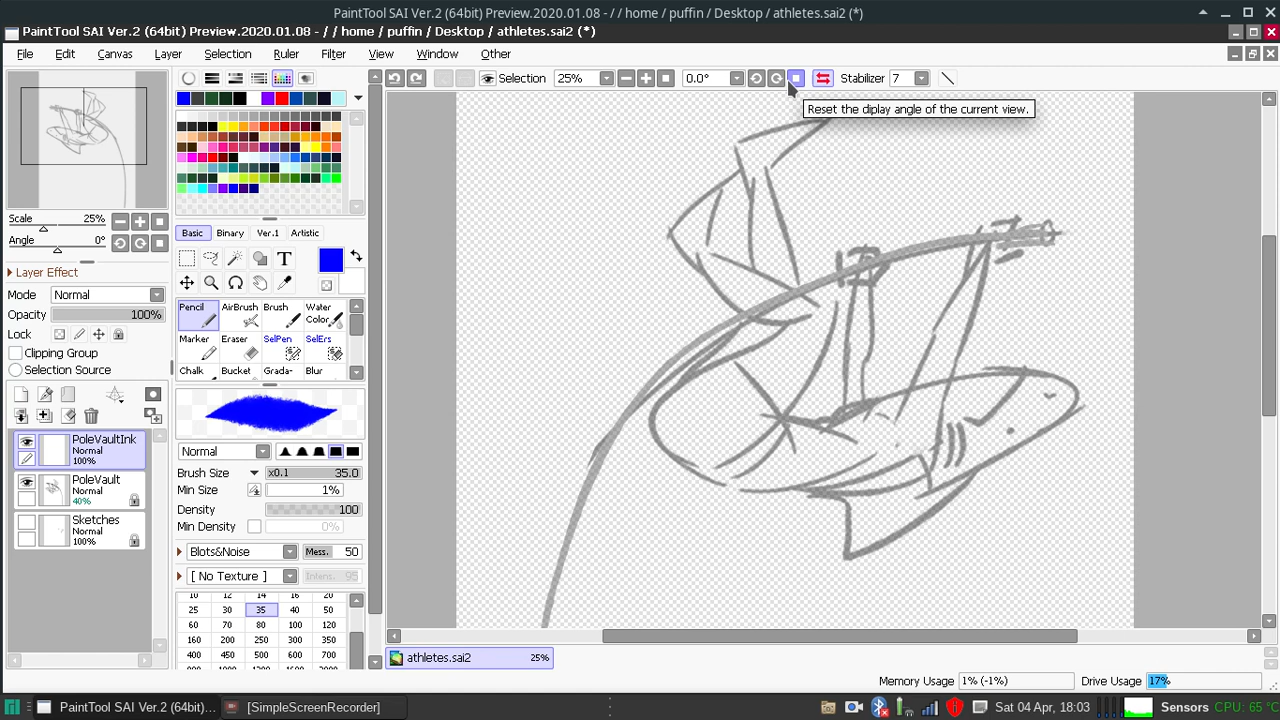 PaintTool SAI Ver.2 (64bit) Preview.2020.01.08 - / / home / puffin / Desktop / athletes.sai2 (*)
PaintTool SAI Ver.2 (64bit) Preview.2020.01.08 - / / home / puffin / Desktop / athletes.sai2 (*)
File Edit Canvas Layer Selection Ruler Filter View Window Other
Selection 25% 0.0° Stabilizer 7
Reset the diplay angle of the current view.
Scale 25%
Angle 0°
Layer Effect
Mode Normal
Opacity 100%
Lock
Clipping Group
Selection Source
PoleVaultInk
Normal
100%
PoleVault
Normal
40%
Sketches
Normal
100%
Basic Binary Ver.1 Artistic
T
Pencil AirBrush Brush Water Color
Marker Eraser SelPen SelErs
Chalk Bucket Grada- Blur
Normal
Brush Size x0.1 35.0
Min Size 1%
Density 100
Min Density 0%
Blots&Noise Mess. 50
[ No Texture ] Intens. 95
10 12 14 16 20
25 30 35 40 50
60 70 80 100 120
160 200 250 300 350
400 450 500 600 700
athletes.sai2 25%
Memory Usage 1% (-1%) Drive Usage 17%
PaintTool SAI Ver.2 (64bit)... [SimpleScreenRecorder] Sat 04 Apr, 18:03 Sensors CPU: 65 °C